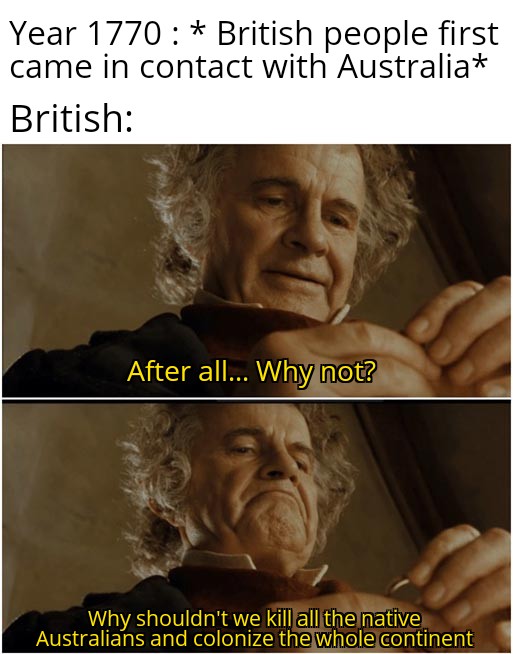 Year 1770 : * British people first
came in contact with Australia*
British:
After all... Why not?
Why shouldn't we kill all the native
Australians and colonize the whole continent